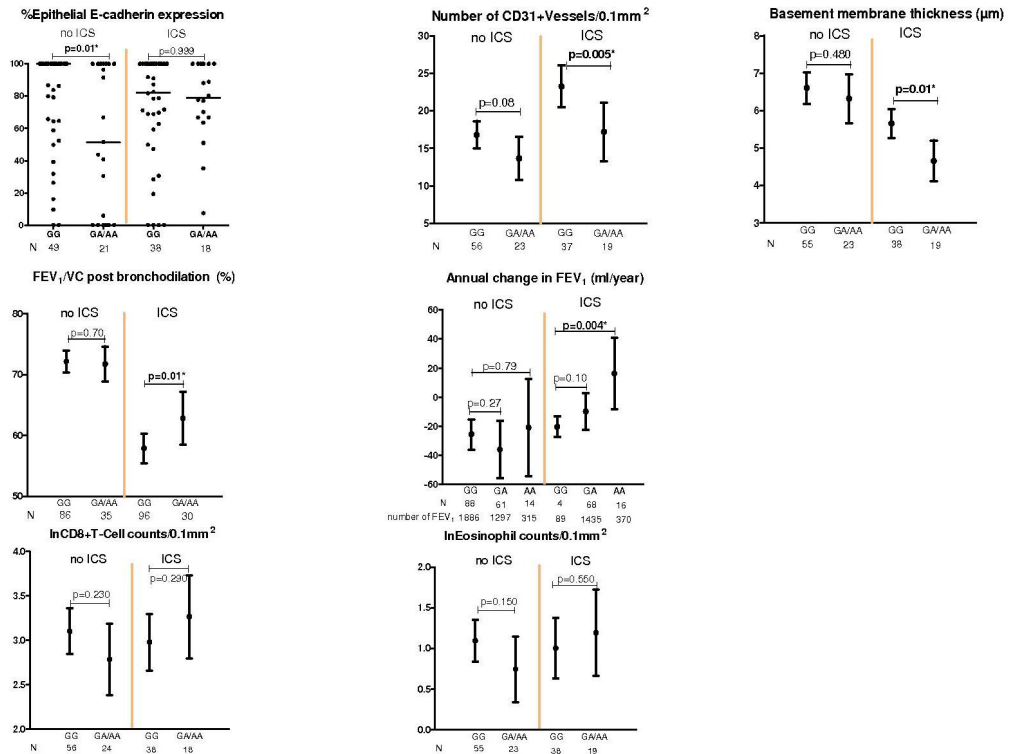 %Epithelial E-cadherin expression
no ICS ICS
p=0.01* p=0.999
100
80
60
40
20
0
GG GA/AA GG GA/AA
N 49 21 38 18
Number of CD31+Vessels/0.1mm²
no ICS ICS
30
25
20
15
10
5
p=0.08 p=0.005*
GG GA/AA GG GA/AA
N 56 23 37 19
Basement membrane thickness (µm)
no ICS ICS
8
7
6
5
4
3
p=0.480 p=0.01*
GG GA/AA GG GA/AA
N 55 23 38 19
FEV₁/VC post bronchodilation (%)
no ICS ICS
80
70
60
50
p=0.70 p=0.01*
GG GA/AA GG GA/AA
N 86 35 96 30
Annual change in FEV₁ (ml/year)
no ICS ICS
60
40
20
0
-20
-40
-60
p=0.79 p=0.004*
p=0.27 p=0.10
GG GA AA GG GA AA
N 88 61 14 4 68 16
number of FEV₁ 1886 1297 315 89 1435 370
lnCD8+T-Cell counts/0.1mm²
no ICS ICS
4.0
3.5
3.0
2.5
2.0
p=0.230 p=0.290
GG GA/AA GG GA/AA
N 56 24 38 18
lnEosinophil counts/0.1mm²
no ICS ICS
2.0
1.5
1.0
0.5
0.0
p=0.150 p=0.550
GG GA/AA GG GA/AA
N 55 23 38 19